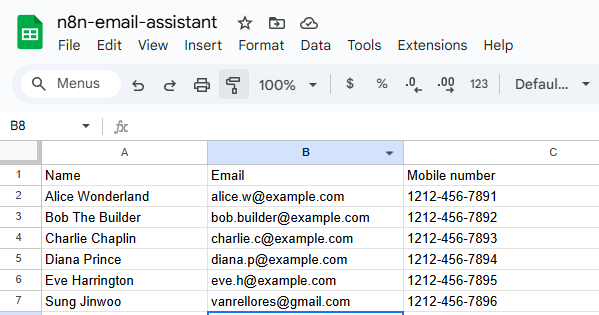 n8n-email-assistant
File Edit View Insert Format Data Tools Extensions Help
Menus 100% $ % .0 .00 123 Defaul...
B8 fx
A B C
1 Name Email Mobile number
2 Alice Wonderland alice.w@example.com 1212-456-7891
3 Bob The Builder bob.builder@example.com 1212-456-7892
4 Charlie Chaplin charlie.c@example.com 1212-456-7893
5 Diana Prince diana.p@example.com 1212-456-7894
6 Eve Harrington eve.h@example.com 1212-456-7895
7 Sung Jinwoo vanrellores@gmail.com 1212-456-7896